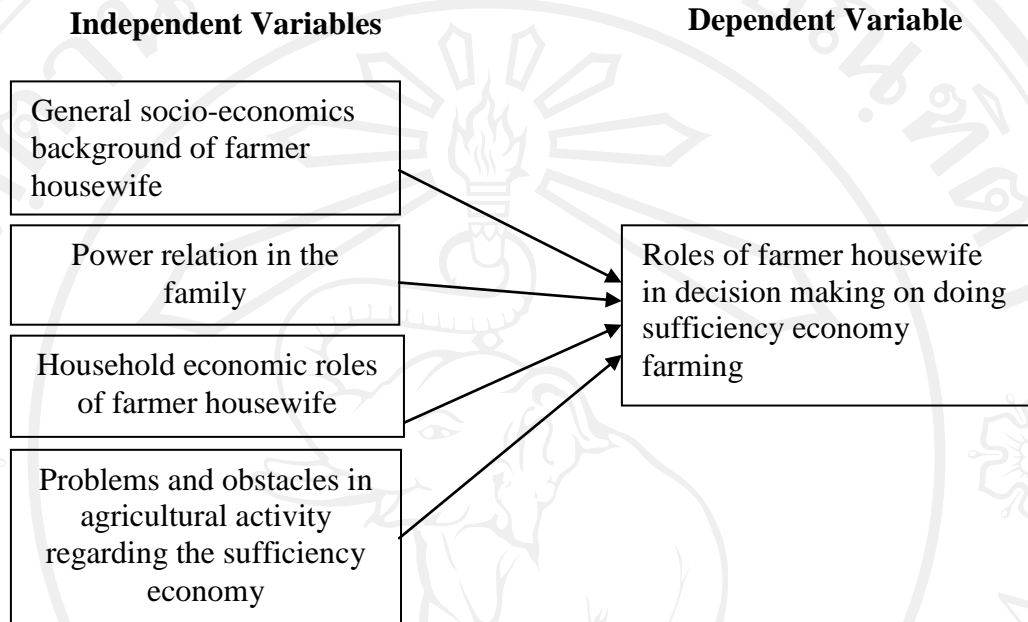 Independent Variables
Dependent Variable
General socio-economics
background of farmer
housewife
Power relation in the
family
Household economic roles
of farmer housewife
Problems and obstacles in
agricultural activity
regarding the sufficiency
economy
Roles of farmer housewife
in decision making on doing
sufficiency economy
farming